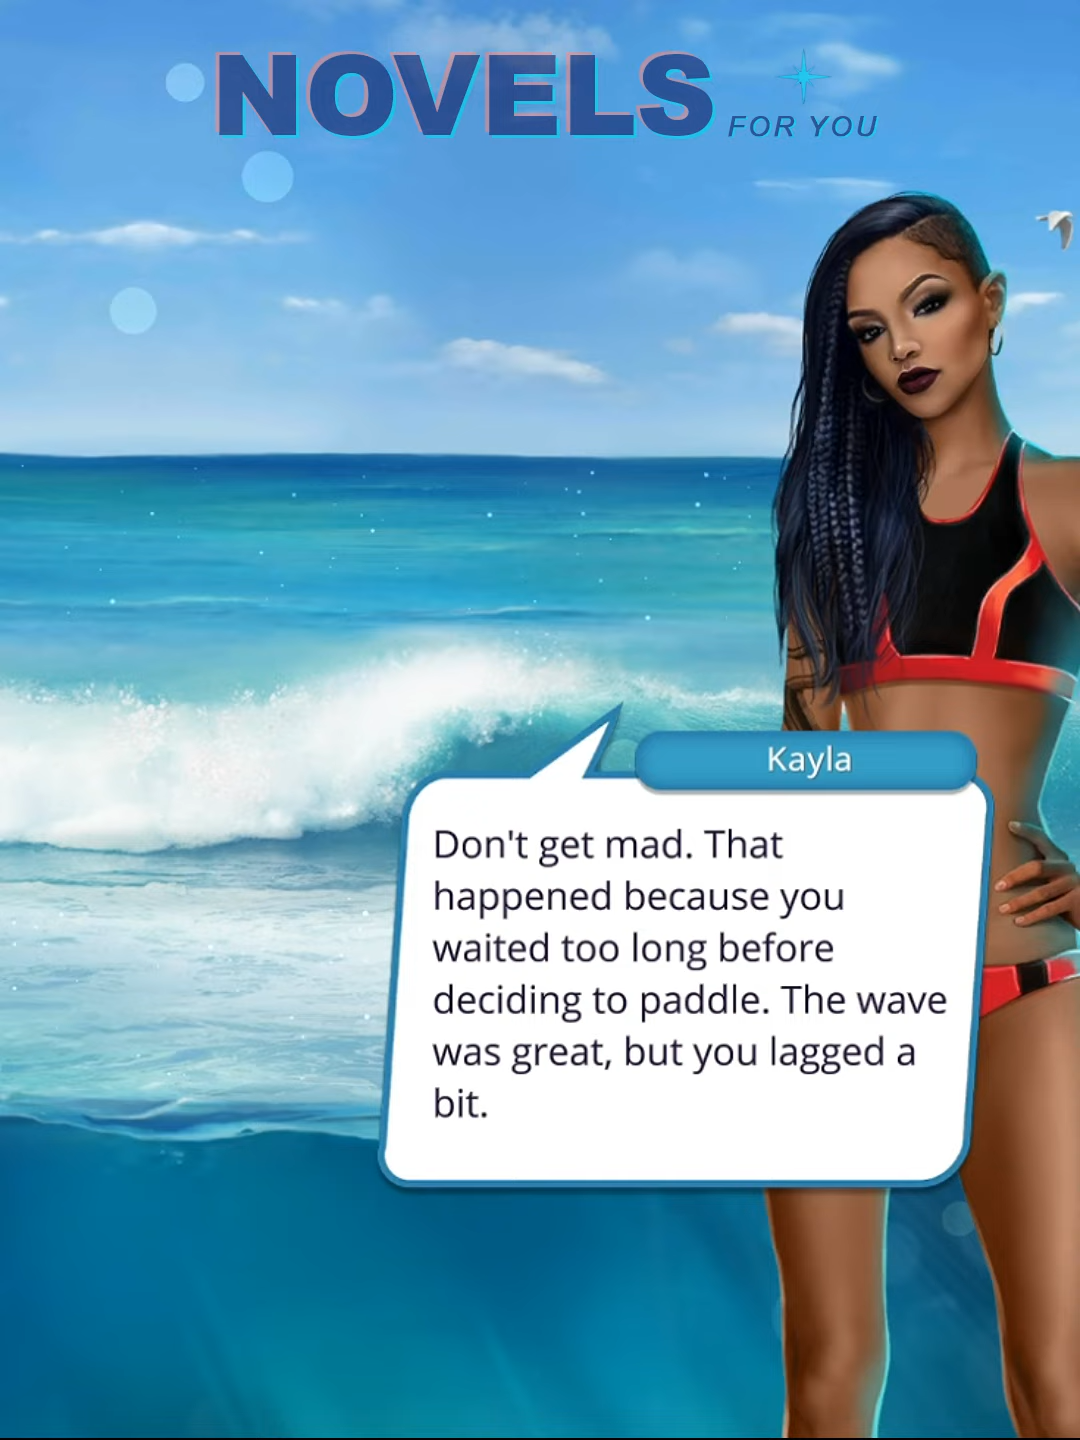 NOVELS FOR YOU
Kayla
Don't get mad. That
happened because you
waited too long before
deciding to paddle. The wave
was great, but you lagged a
bit.